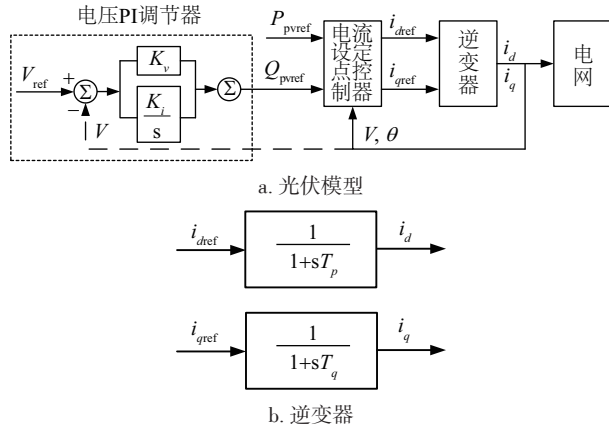 电压PI调节器
V_ref
+
−
Σ
V
K_v
K_i
s
Σ
P_pvref
Q_pvref
电流设定点控制器
i_dref
i_qref
逆变器
i_d
i_q
电网
V, θ
a. 光伏模型
i_dref
1
1+sT_p
i_d
i_qref
1
1+sT_q
i_q
b. 逆变器